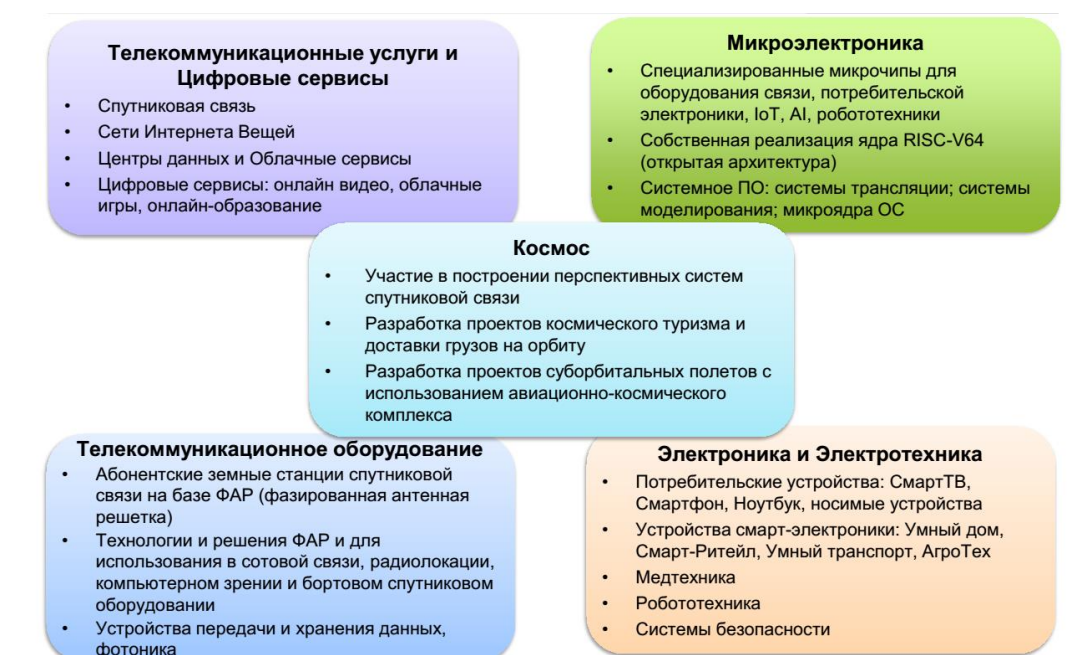 Телекоммуникационные услуги и
Цифровые сервисы
• Спутниковая связь
• Сети Интернета Вещей
• Центры данных и Облачные сервисы
• Цифровые сервисы: онлайн видео, облачные
игры, онлайн-образование
Микроэлектроника
• Специализированные микрочипы для
оборудования связи, потребительской
электроники, IoT, AI, робототехники
• Собственная реализация ядра RISC-V64
(открытая архитектура)
• Системное ПО: системы трансляции; системы
моделирования; микроядра ОС
Космос
• Участие в построении перспективных систем
спутниковой связи
• Разработка проектов космического туризма и
доставки грузов на орбиту
• Разработка проектов суборбитальных полетов с
использованием авиационно-космического
комплекса
Телекоммуникационное оборудование
• Абонентские земные станции спутниковой
связи на базе ФАР (фазированная антенная
решетка)
• Технологии и решения ФАР и для
использования в сотовой связи, радиолокации,
компьютерном зрении и бортовом спутниковом
оборудовании
• Устройства передачи и хранения данных,
фотоника
Электроника и Электротехника
• Потребительские устройства: СмартТВ,
Смартфон, Ноутбук, носимые устройства
• Устройства смарт-электроники: Умный дом,
Смарт-Ритейл, Умный транспорт, АгроТех
• Медтехника
• Робототехника
• Системы безопасности